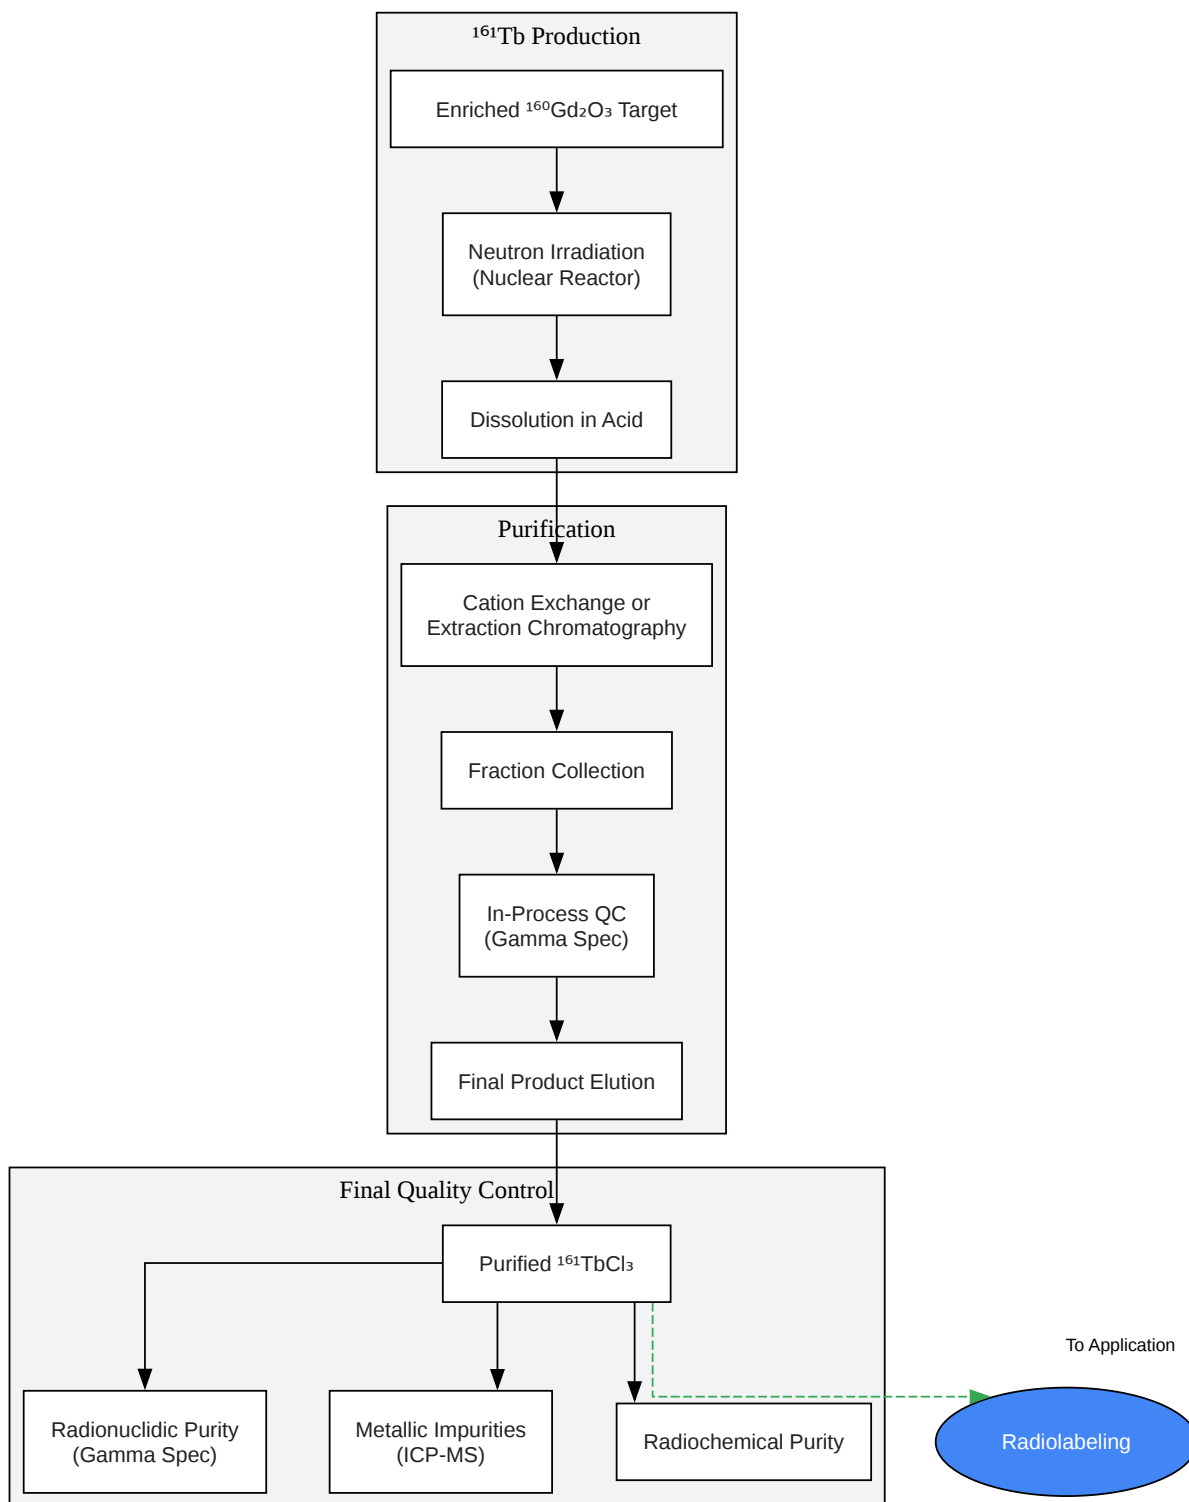 ¹⁶¹Tb Production
Enriched ¹⁶⁰Gd₂O₃ Target
Neutron Irradiation
(Nuclear Reactor)
Dissolution in Acid
Purification
Cation Exchange or
Extraction Chromatography
Fraction Collection
In-Process QC
(Gamma Spec)
Final Product Elution
Final Quality Control
Purified ¹⁶¹TbCl₃
To Application
Radionuclidic Purity
(Gamma Spec)
Metallic Impurities
(ICP-MS)
Radiochemical Purity
Radiolabeling